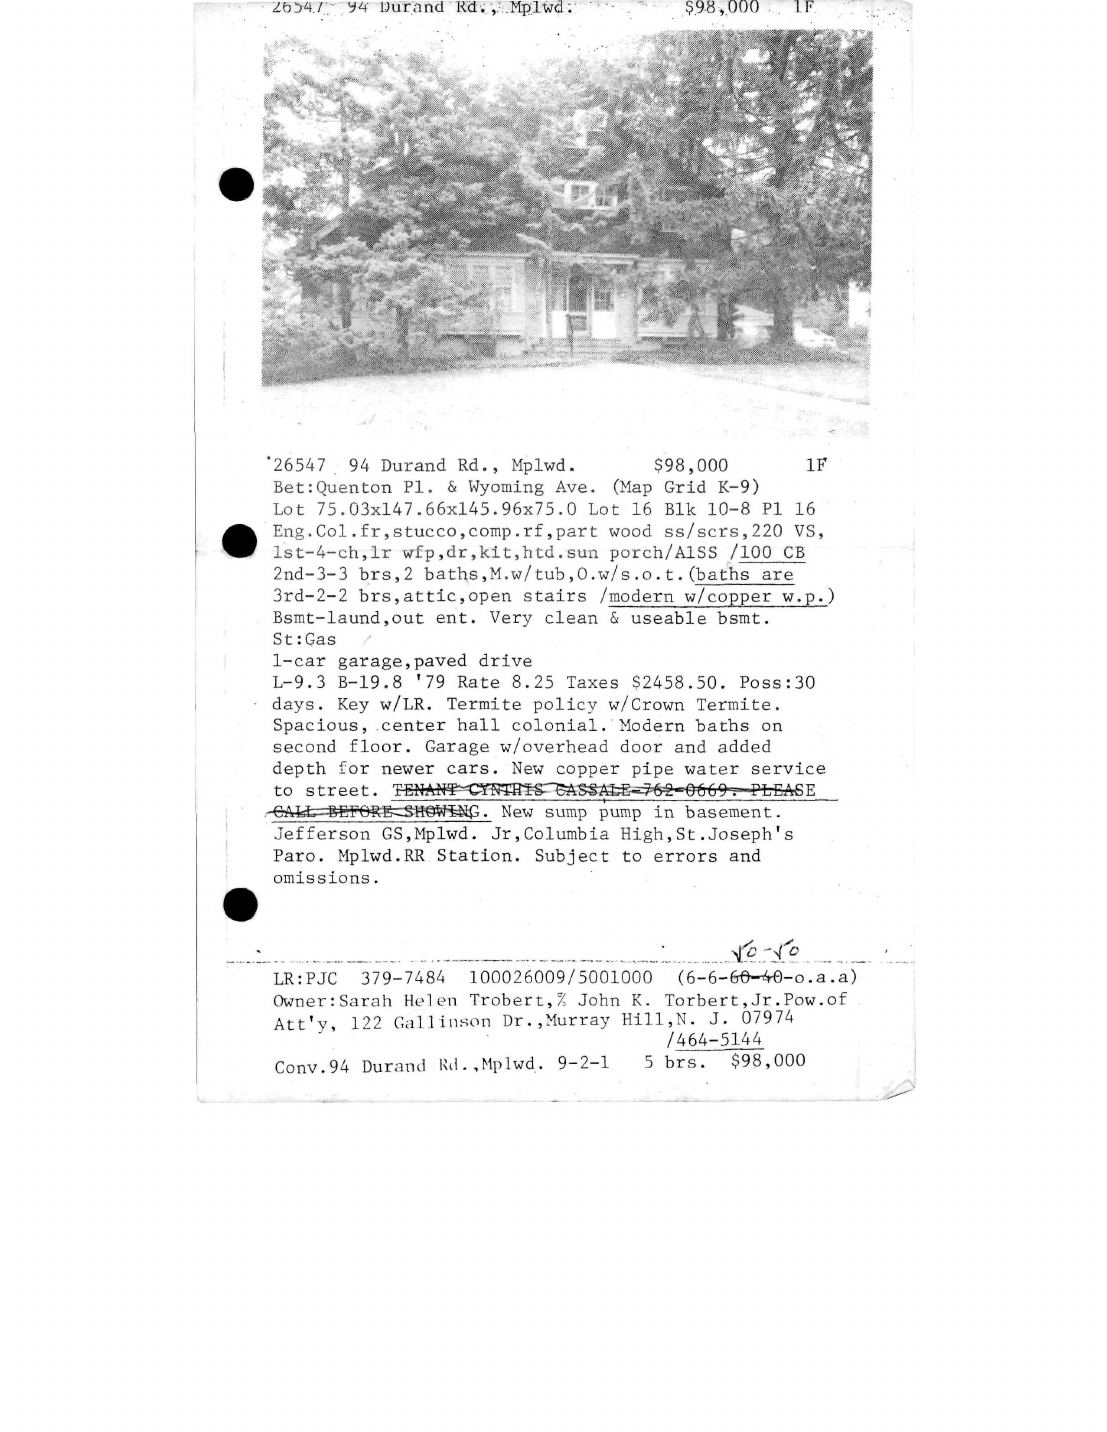 26547 94 Durand Rd., Mplwd. $98,000 1F
26547 94 Durand Rd., Mplwd. $98,000 1F
Bet:Quenton Pl. & Wyoming Ave. (Map Grid K-9)
Lot 75.03x147.66x145.96x75.0 Lot 16 Blk 10-8 Pl 16
Eng.Col.fr,stucco,comp.rf,part wood ss/scrs,220 VS,
1st-4-ch,lr wfp,dr,kit,htd.sun porch/A1SS /100 CB
2nd-3-3 brs,2 baths,M.w/tub,O.w/s.o.t.(baths are
3rd-2-2 brs,attic,open stairs /modern w/copper w.p.)
Bsmt-laund,out ent. Very clean & useable bsmt.
St:Gas
1-car garage,paved drive
L-9.3 B-19.8 '79 Rate 8.25 Taxes $2458.50. Poss:30
days. Key w/LR. Termite policy w/Crown Termite.
Spacious, center hall colonial. Modern baths on
second floor. Garage w/overhead door and added
depth for newer cars. New copper pipe water service
to street. TENANT CYNTHIS CASSALE-762-0669. PLEASE
CALL BEFORE SHOWING. New sump pump in basement.
Jefferson GS,Mplwd. Jr,Columbia High,St.Joseph's
Paro. Mplwd.RR Station. Subject to errors and
omissions.
50-50
LR:PJC 379-7484 100026009/5001000 (6-6-60-40-o.a.a)
Owner:Sarah Helen Trobert,% John K. Torbert,Jr.Pow.of
Att'y, 122 Gallinson Dr.,Murray Hill,N. J. 07974
/464-5144
Conv.94 Durand Rd.,Mplwd. 9-2-1 5 brs. $98,000